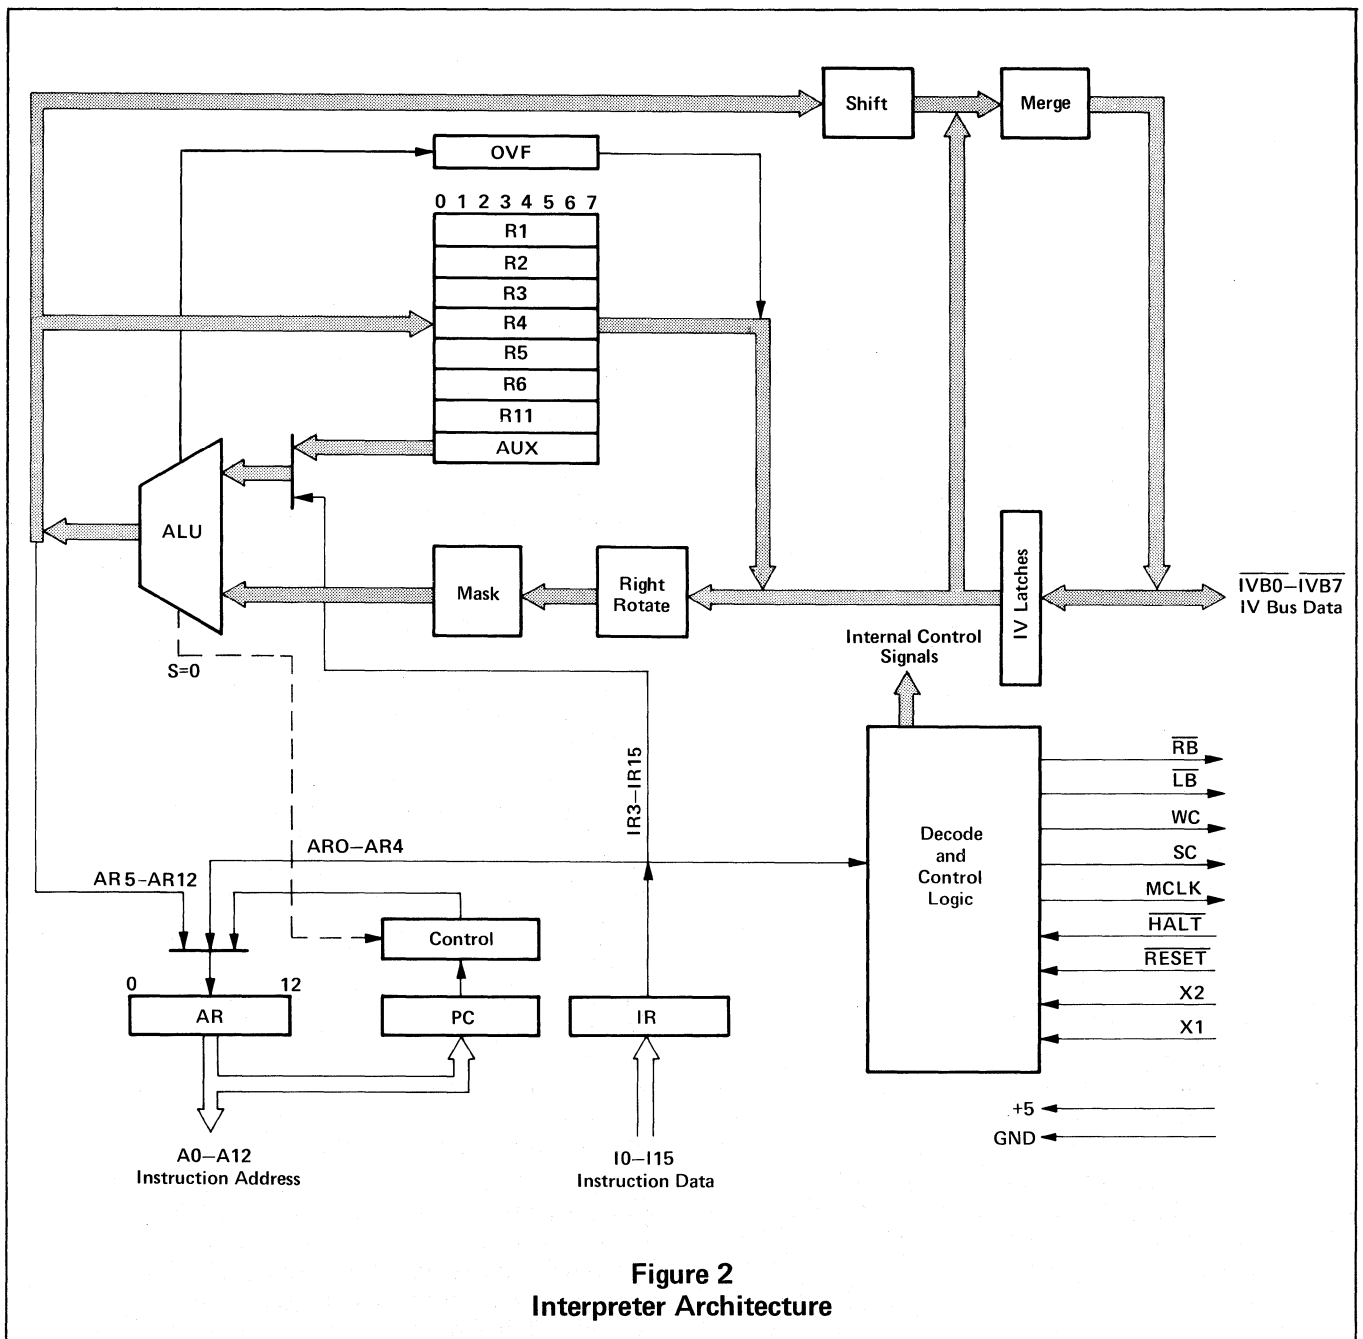 Shift
Merge
OVF
0 1 2 3 4 5 6 7
R1
R2
R3
R4
R5
R6
R11
AUX
ALU
Mask
Right
Rotate
IV Latches
IVB0–IVB7
IV Bus Data
Internal Control
Signals
S=0
IR3–IR15
Decode
and
Control
Logic
RB
LB
WC
SC
MCLK
HALT
RESET
X2
X1
+5
GND
AR0–AR4
AR5–AR12
Control
0 12
AR
PC
IR
A0–A12
Instruction Address
I0–I15
Instruction Data
Figure 2
Interpreter Architecture